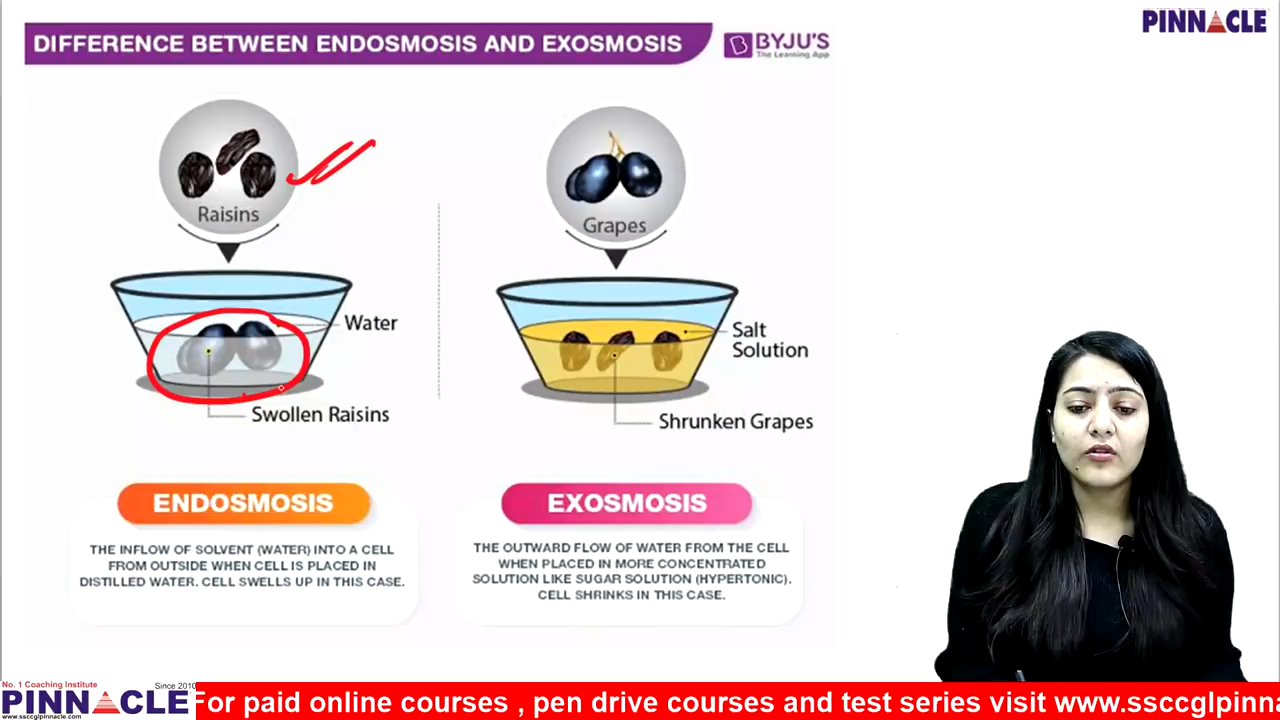 PINNACLE
DIFFERENCE BETWEEN ENDOSMOSIS AND EXOSMOSIS
BYJU'S
The Learning App
Raisins
Grapes
Water
Salt
Solution
Swollen Raisins
Shrunken Grapes
ENDOSMOSIS
THE INFLOW OF SOLVENT (WATER) INTO A CELL
FROM OUTSIDE WHEN CELL IS PLACED IN
DISTILLED WATER. CELL SWELLS UP IN THIS CASE.
EXOSMOSIS
THE OUTWARD FLOW OF WATER FROM THE CELL
WHEN PLACED IN MORE CONCENTRATED
SOLUTION LIKE SUGAR SOLUTION (HYPERTONIC).
CELL SHRINKS IN THIS CASE.
No. 1 Coaching Institute
Since 2010
PINNACLE
www.ssccglpinnacle.com
For paid online courses , pen drive courses and test series visit www.ssccglpinna